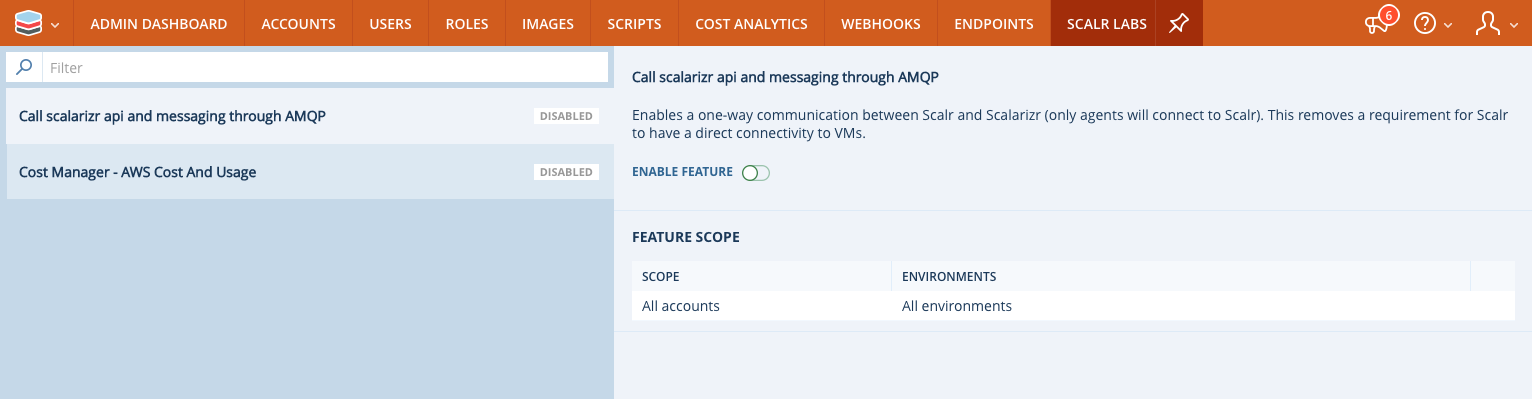 ADMIN DASHBOARD ACCOUNTS USERS ROLES IMAGES SCRIPTS COST ANALYTICS WEBHOOKS ENDPOINTS SCALR LABS 6
Filter
Call scalarizr api and messaging through AMQP DISABLED
Cost Manager - AWS Cost And Usage DISABLED
Call scalarizr api and messaging through AMQP
Enables a one-way communication between Scalr and Scalarizr (only agents will connect to Scalr). This removes a requirement for Scalr
to have a direct connectivity to VMs.
ENABLE FEATURE
FEATURE SCOPE
SCOPE ENVIRONMENTS
All accounts All environments